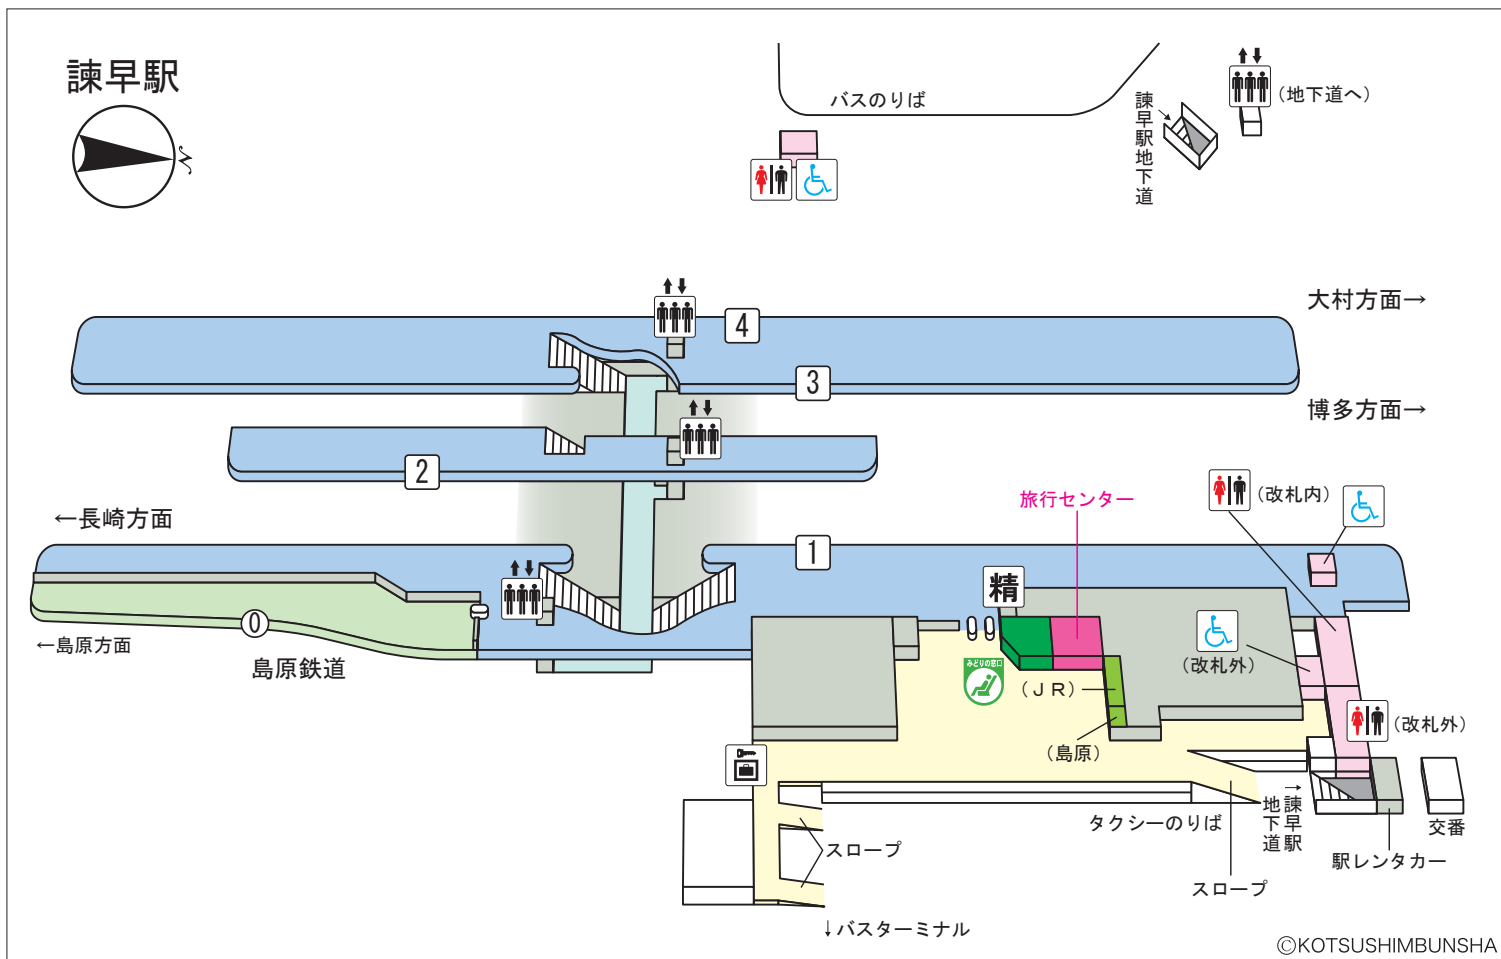 諫早駅
バスのりば
(地下道へ)
諫早駅地下道
大村方面→
4
3
博多方面→
2
←長崎方面
旅行センター
(改札内)
1
精
0
←島原方面
島原鉄道
みどりの窓口
(JR)
(改札外)
(島原)
(改札外)
タクシーのりば
→諫早駅
地下道
スロープ
スロープ
駅レンタカー
交番
↓バスターミナル
©KOTSUSHIMBUNSHA